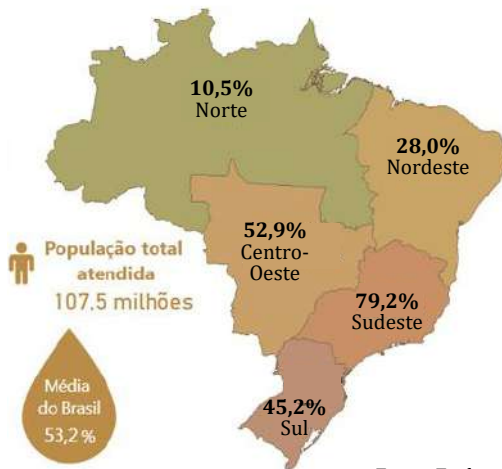 10,5%
Norte
28,0%
Nordeste
52,9%
Centro-
Oeste
79,2%
Sudeste
45,2%
Sul
População total
atendida
107.5 milhões
Média
do Brasil
53,2 %